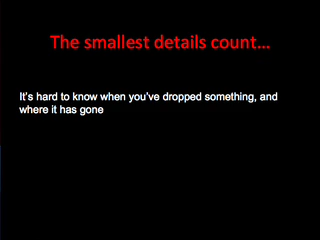 The smallest details count…
It's hard to know when you've dropped something, and
where it has gone